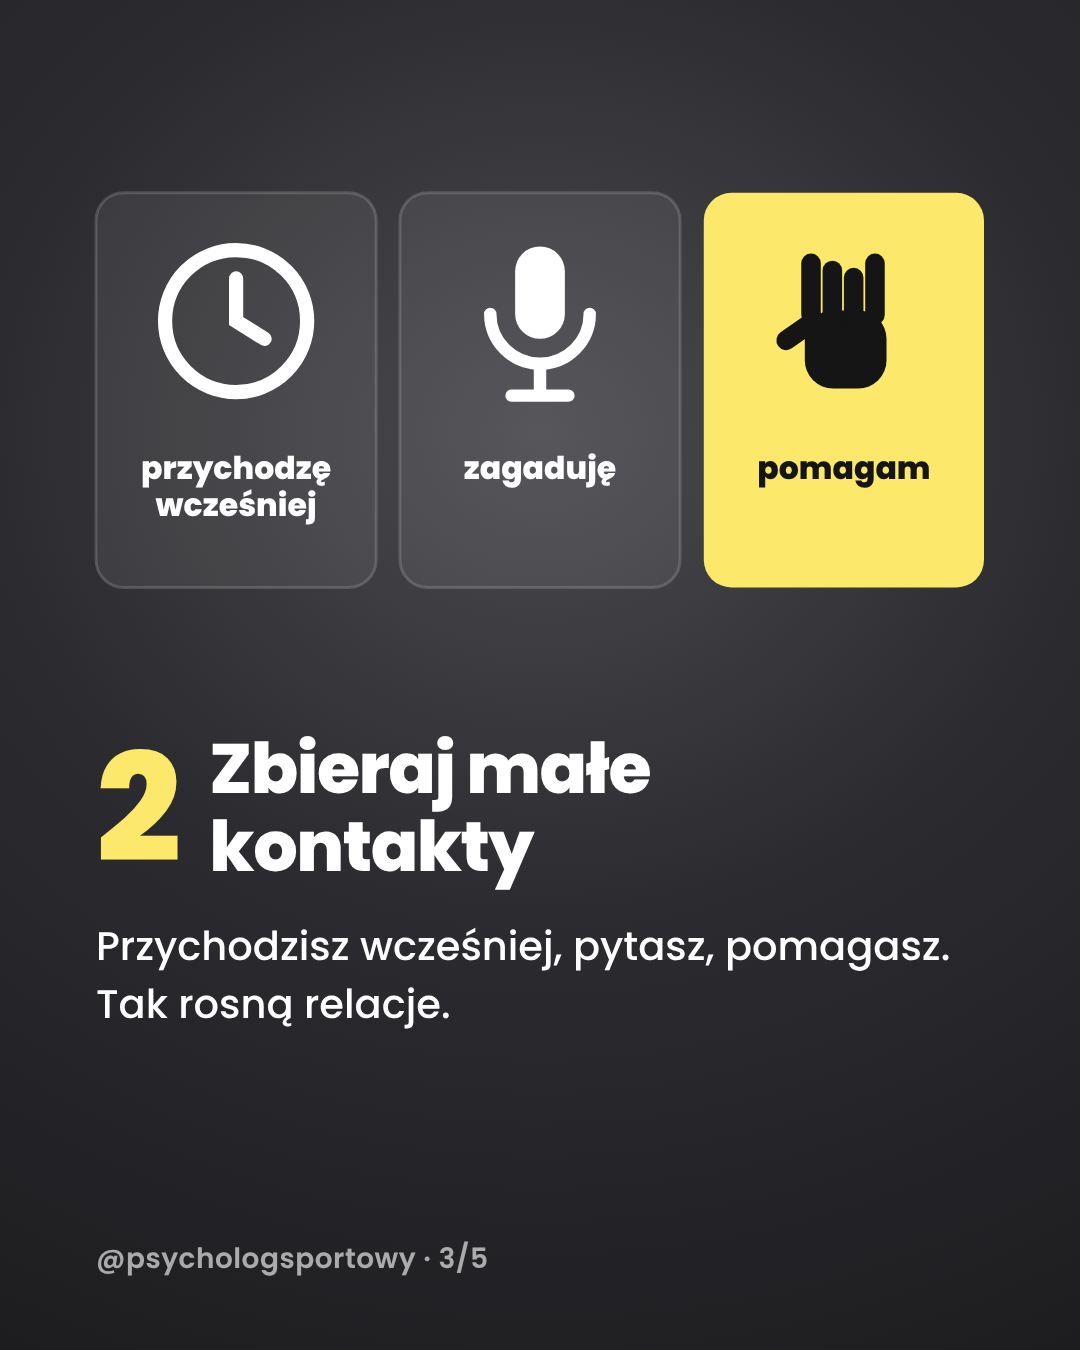 przychodzę
wcześniej
zagaduję
pomagam
2
Zbieraj małe
kontakty
Przychodzisz wcześniej, pytasz, pomagasz.
Tak rosną relacje.
@psychologsportowy · 3/5